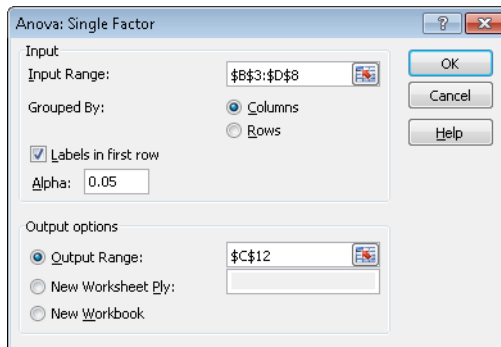 Anova: Single Factor
Input
Input Range:
$B$3:$D$8
Grouped By:
Columns
Rows
Labels in first row
Alpha:
0.05
Output options
Output Range:
$C$12
New Worksheet Ply:
New Workbook
OK
Cancel
Help